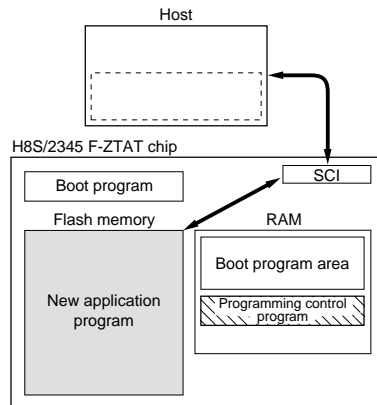 Host
H8S/2345 F-ZTAT chip
SCI
Boot program
Flash memory
RAM
Boot program area
New application
program
Programming control
program